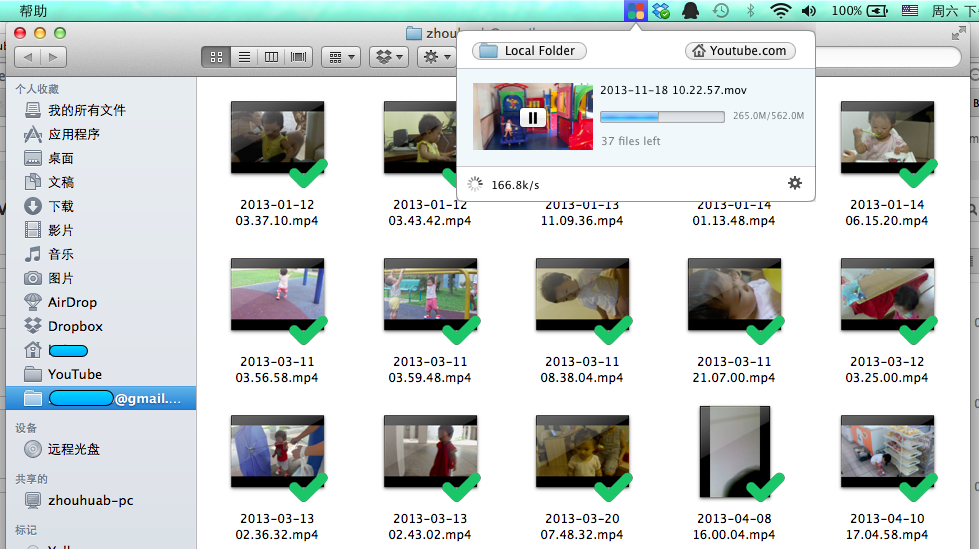 帮助
100%
周六 下
zhouhu
Local Folder
Youtube.com
2013-11-18 10.22.57.mov
265.0M/562.0M
37 files left
166.8k/s
个人收藏
我的所有文件
应用程序
桌面
文稿
下载
影片
音乐
图片
AirDrop
Dropbox
YouTube
@gmail....
设备
远程光盘
共享的
zhouhuab-pc
标记
2013-01-12
03.37.10.mp4
2013-01-12
03.43.42.mp4
2013-01-13
11.09.36.mp4
2013-01-14
01.13.48.mp4
2013-01-14
06.15.20.mp4
2013-03-11
03.56.58.mp4
2013-03-11
03.59.48.mp4
2013-03-11
08.38.04.mp4
2013-03-11
21.07.00.mp4
2013-03-12
03.25.00.mp4
2013-03-13
02.36.32.mp4
2013-03-13
02.43.02.mp4
2013-03-20
07.48.32.mp4
2013-04-08
16.00.04.mp4
2013-04-10
17.04.58.mp4